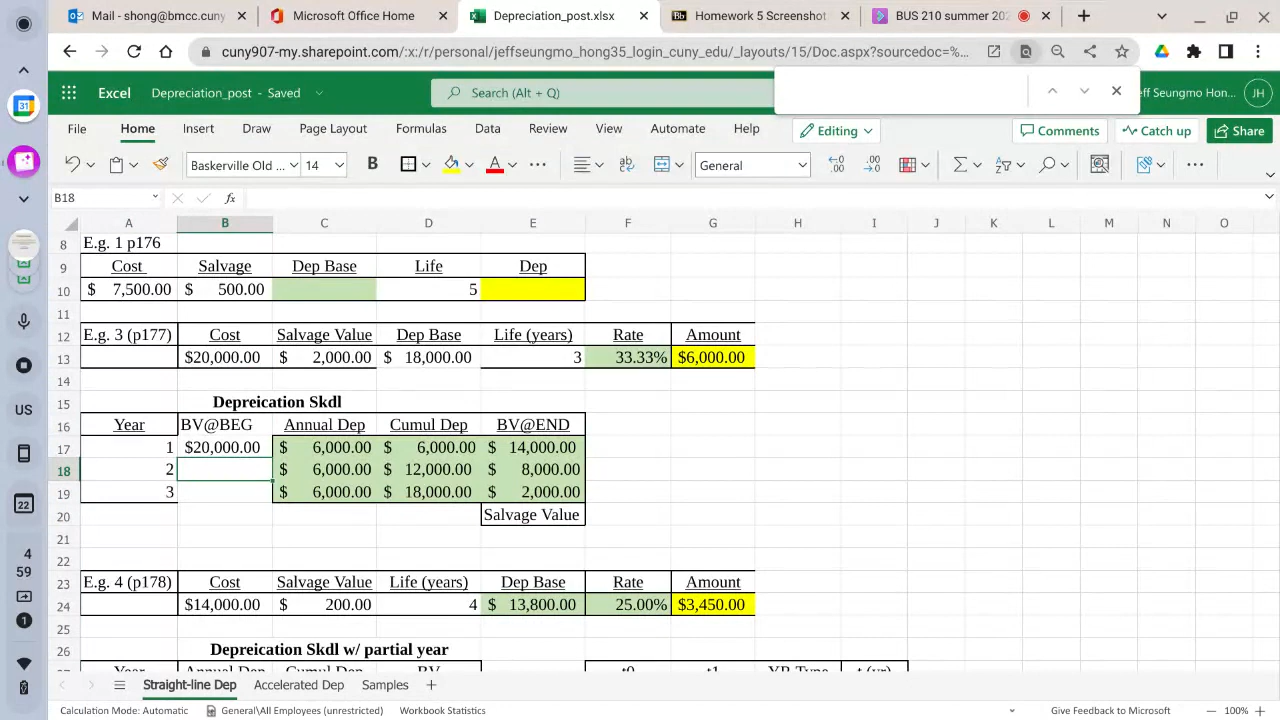 Mail - shong@bmcc.cuny
Microsoft Office Home
Depreciation_post.xlsx
Homework 5 Screenshot
BUS 210 summer 202
cuny907-my.sharepoint.com/:x:/r/personal/jeffseungmo_hong35_login_cuny_edu/_layouts/15/Doc.aspx?sourcedoc=%...
Excel Depreciation_post - Saved Search (Alt + Q) eff Seungmo Hon... JH
File Home Insert Draw Page Layout Formulas Data Review View Automate Help Editing Comments Catch up Share
Baskerville Old ... 14 B A General
B18 fx
A B C D E F G H I J K L M N O
8 E.g. 1 p176
9 Cost Salvage Dep Base Life Dep
10 $ 7,500.00 $ 500.00 5
11
12 E.g. 3 (p177) Cost Salvage Value Dep Base Life (years) Rate Amount
13 $20,000.00 $ 2,000.00 $ 18,000.00 3 33.33% $6,000.00
14
15 Depreication Skdl
16 Year BV@BEG Annual Dep Cumul Dep BV@END
17 1 $20,000.00 $ 6,000.00 $ 6,000.00 $ 14,000.00
18 2 $ 6,000.00 $ 12,000.00 $ 8,000.00
19 3 $ 6,000.00 $ 18,000.00 $ 2,000.00
20 Salvage Value
21
22
23 E.g. 4 (p178) Cost Salvage Value Life (years) Dep Base Rate Amount
24 $14,000.00 $ 200.00 4 $ 13,800.00 25.00% $3,450.00
25
26 Depreication Skdl w/ partial year
Year Annual Dep Cumul Dep BV t0 t1 YR Type t (yr)
Straight-line Dep Accelerated Dep Samples
Calculation Mode: Automatic General\All Employees (unrestricted) Workbook Statistics Give Feedback to Microsoft 100%
31
US
22
4
59
1